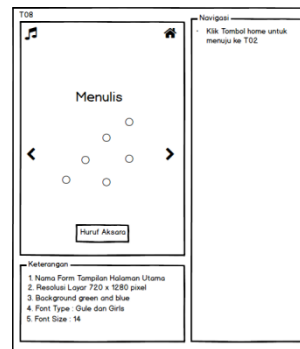 T08
Menulis
Huruf Aksara
Navigasi
- Klik Tombol home untuk
menuju ke T02
Keterangan
1. Nama Form Tampilan Halaman Utama
2. Resolusi Layar 720 x 1280 pixel
3. Background green and blue
4. Font Type : Gule dan Girls
5. Font Size : 14